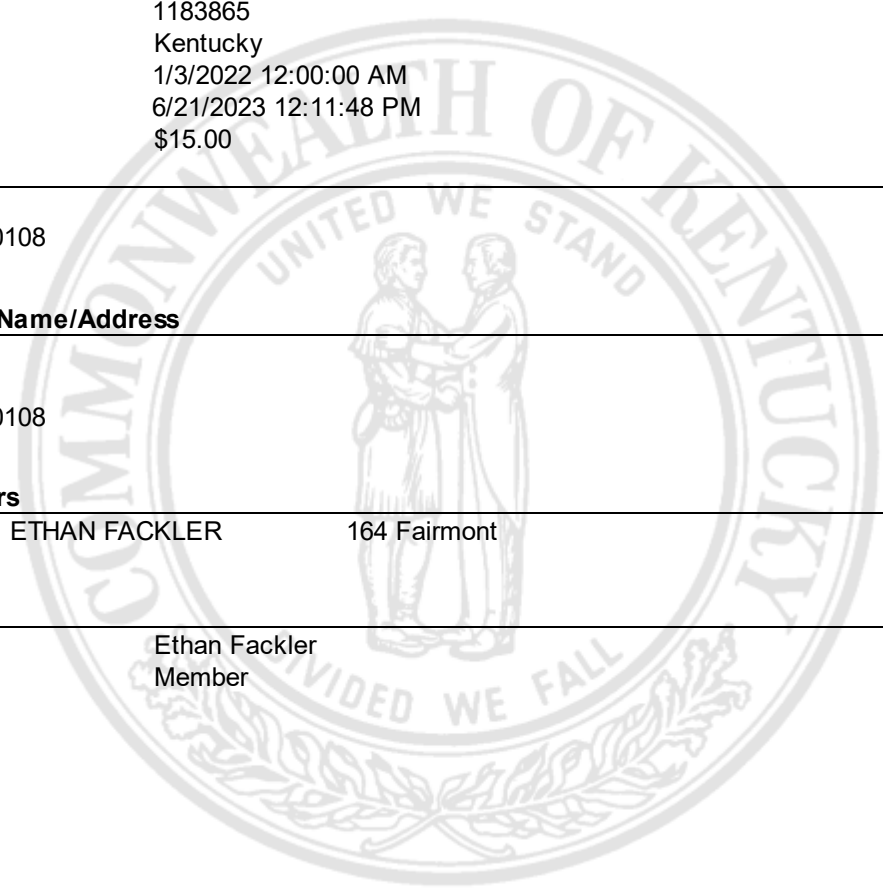 1183865
Kentucky
1/3/2022 12:00:00 AM
6/21/2023 12:11:48 PM
$15.00
0108
Name/Address
0108
rs
ETHAN FACKLER 164 Fairmont
Ethan Fackler
Member
COMMONWEALTH OF KENTUCKY
UNITED WE STAND
DIVIDED WE FALL